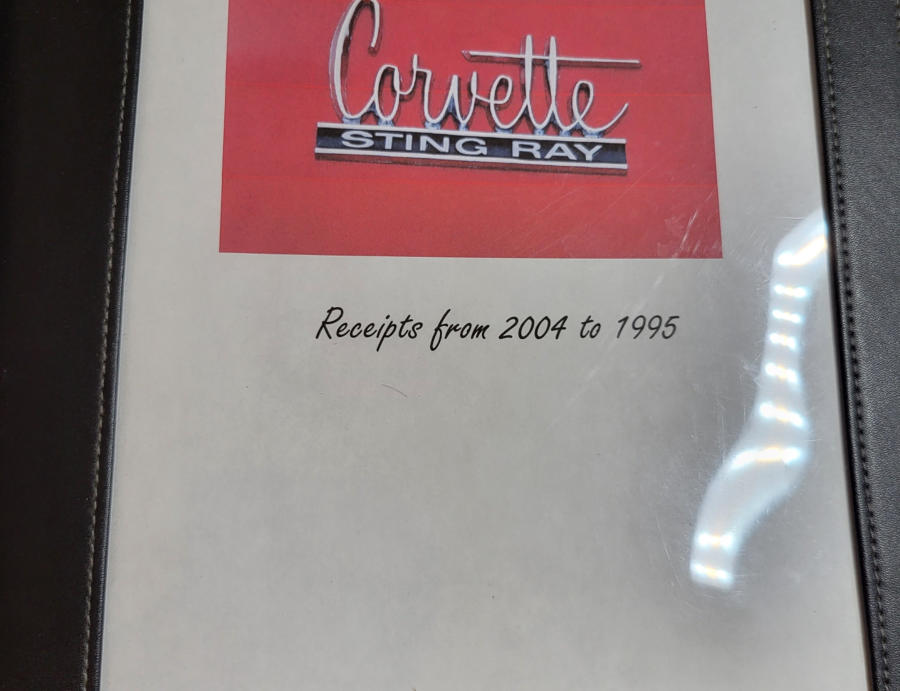 Corvette
STING RAY
Receipts from 2004 to 1995